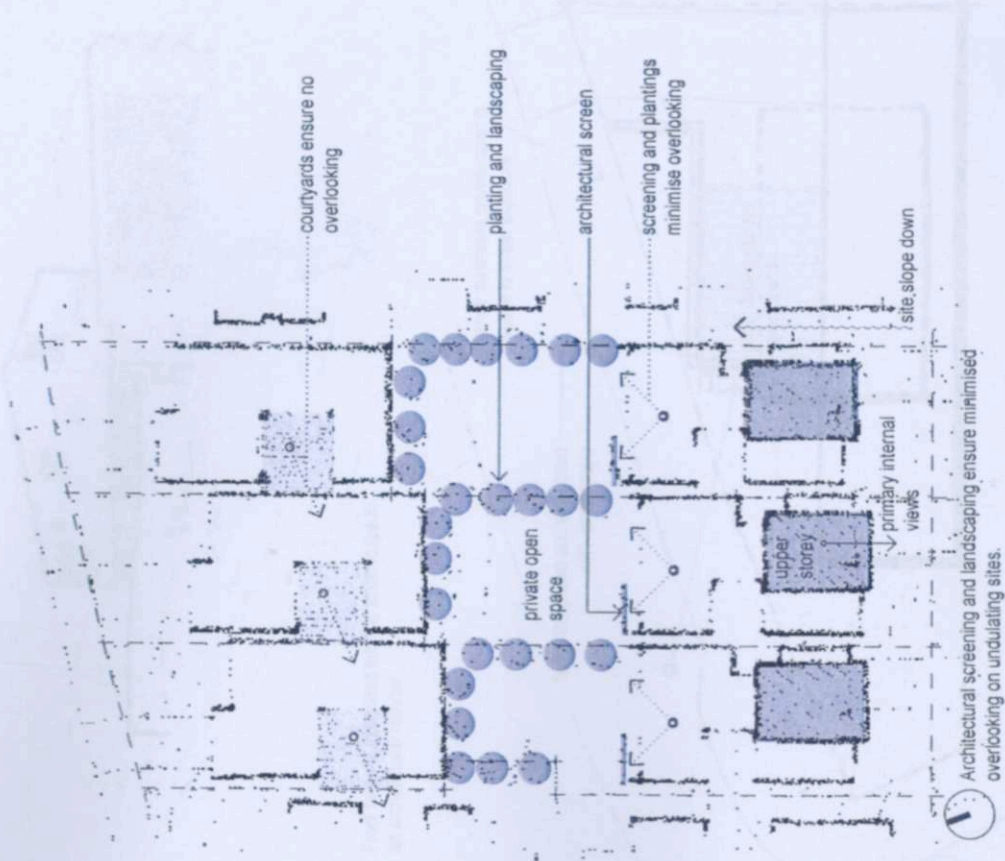 courtyards ensure no
overlooking
planting and landscaping
architectural screen
screening and plantings
minimise overlooking
site slope down
private open
space
upper
storey
primary internal
views
Architectural screening and landscaping ensure minimised
overlooking on undulating sites.